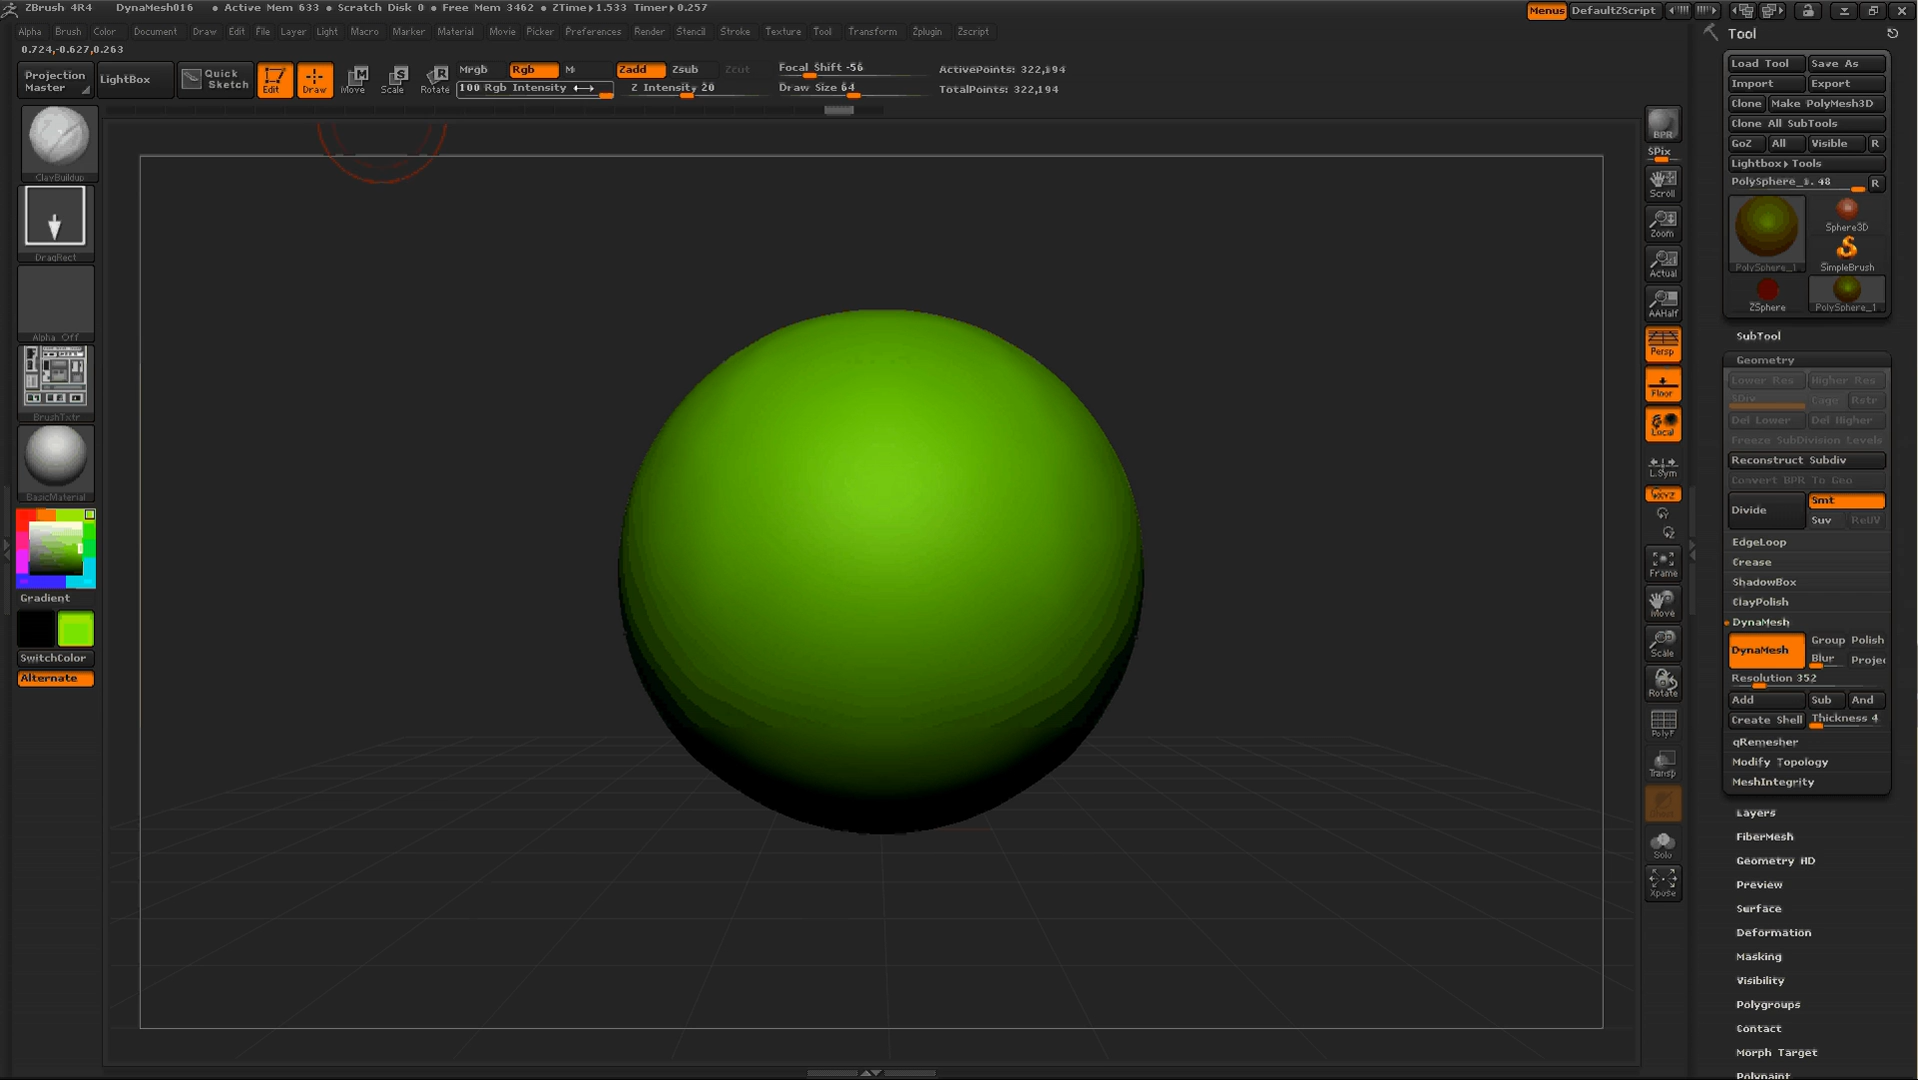 ZBrush 4R4 DynaMesh016 • Active Mem 633 • Scratch Disk 0 • Free Mem 3462 • ZTime▸1.533 Timer▸0.257 Menus DefaultZScript
Alpha Brush Color Document Draw Edit File Layer Light Macro Marker Material Movie Picker Preferences Render Stencil Stroke Texture Tool Transform Zplugin Zscript
0.724,-0.627,0.263
Projection Master
LightBox
Quick Sketch
Edit
Draw
Move
Scale
Rotate
Mrgb Rgb M
100 Rgb Intensity
Zadd Zsub Zcut
Z Intensity 20
Focal Shift -56
Draw Size 64
ActivePoints: 322,194
TotalPoints: 322,194
ClayBuildup
DragRect
Alpha Off
BrushTxtr
BasicMaterial
Gradient
SwitchColor
Alternate
BPR
SPix
Scroll
Zoom
Actual
AAHalf
Persp
Floor
Local
L.Sym
Frame
Move
Scale
Rotate
PolyF
Transp
Solo
Xpose
Tool
Load Tool Save As
Import Export
Clone Make PolyMesh3D
Clone All SubTools
GoZ All Visible R
Lightbox▸Tools
PolySphere_1. 48 R
PolySphere_1
Sphere3D
SimpleBrush
ZSphere
PolySphere_1
SubTool
Geometry
Lower Res Higher Res
SDiv Cage Rstr
Del Lower Del Higher
Freeze SubDivision Levels
Reconstruct Subdiv
Convert BPR To Geo
Divide Smt
Suv ReUV
EdgeLoop
Crease
ShadowBox
ClayPolish
DynaMesh
DynaMesh Group Polish
Blur Projec
Resolution 352
Add Sub And
Create Shell Thickness 4
qRemesher
Modify Topology
MeshIntegrity
Layers
FiberMesh
Geometry HD
Preview
Surface
Deformation
Masking
Visibility
Polygroups
Contact
Morph Target
Polypaint